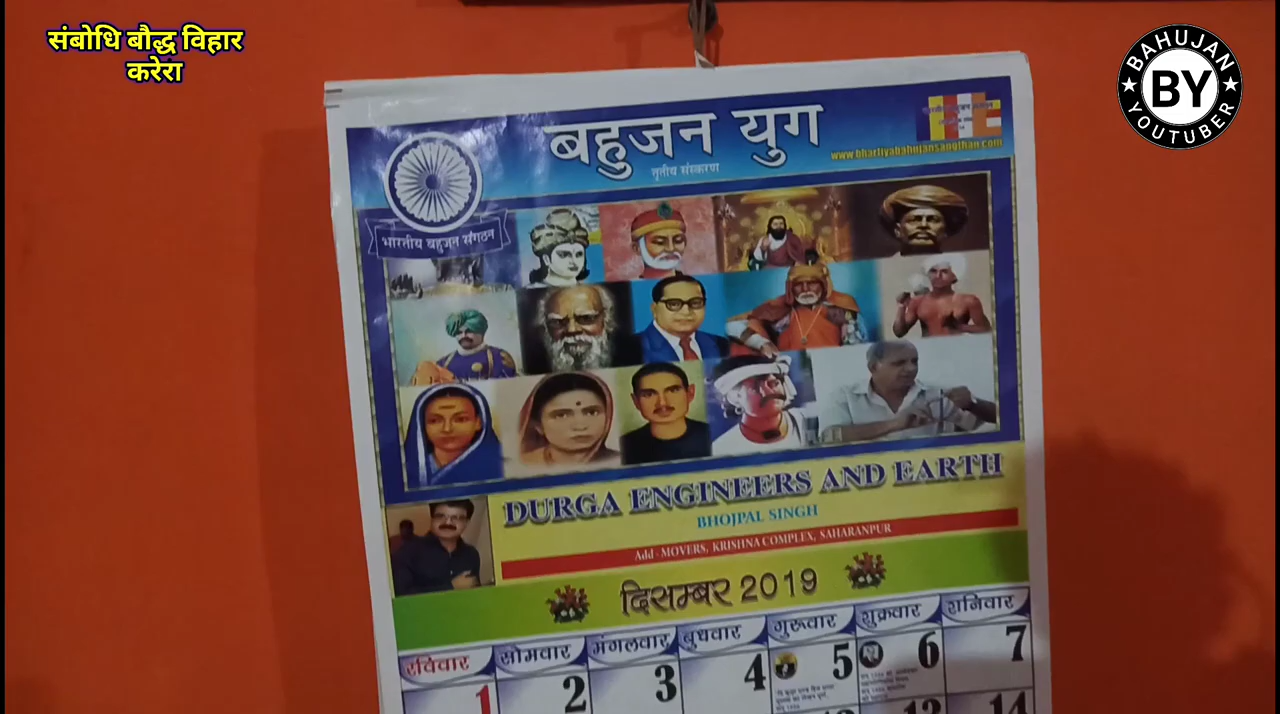 संबोधि बौद्ध विहार
करेरा
BAHUJAN
BY
YOUTUBER
बहुजन युग
तृतीय संस्करण
www.bhartiyabahujansangthan.com
भारतीय बहुजन संगठन
DURGA ENGINEERS AND EARTH
BHOJPAL SINGH
Add - MOVERS, KRISHNA COMPLEX, SAHARANPUR
दिसम्बर 2019
रविवार सोमवार मंगलवार बुधवार गुरूवार शुक्रवार शनिवार
1 2 3 4 5 6 7
12 13 14